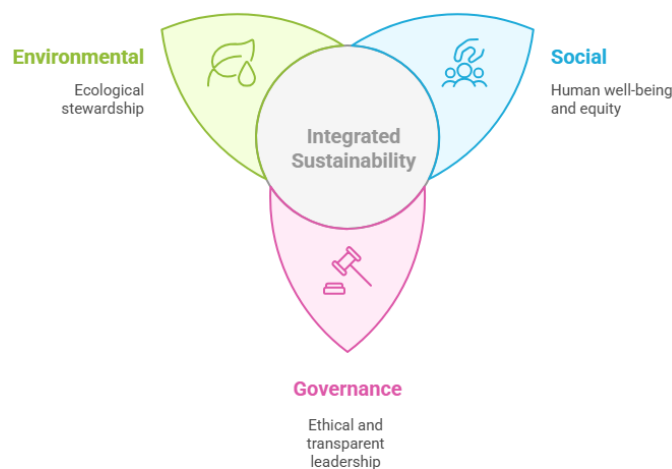 Environmental
Ecological
stewardship
Social
Human well-being
and equity
Integrated
Sustainability
Governance
Ethical and
transparent
leadership